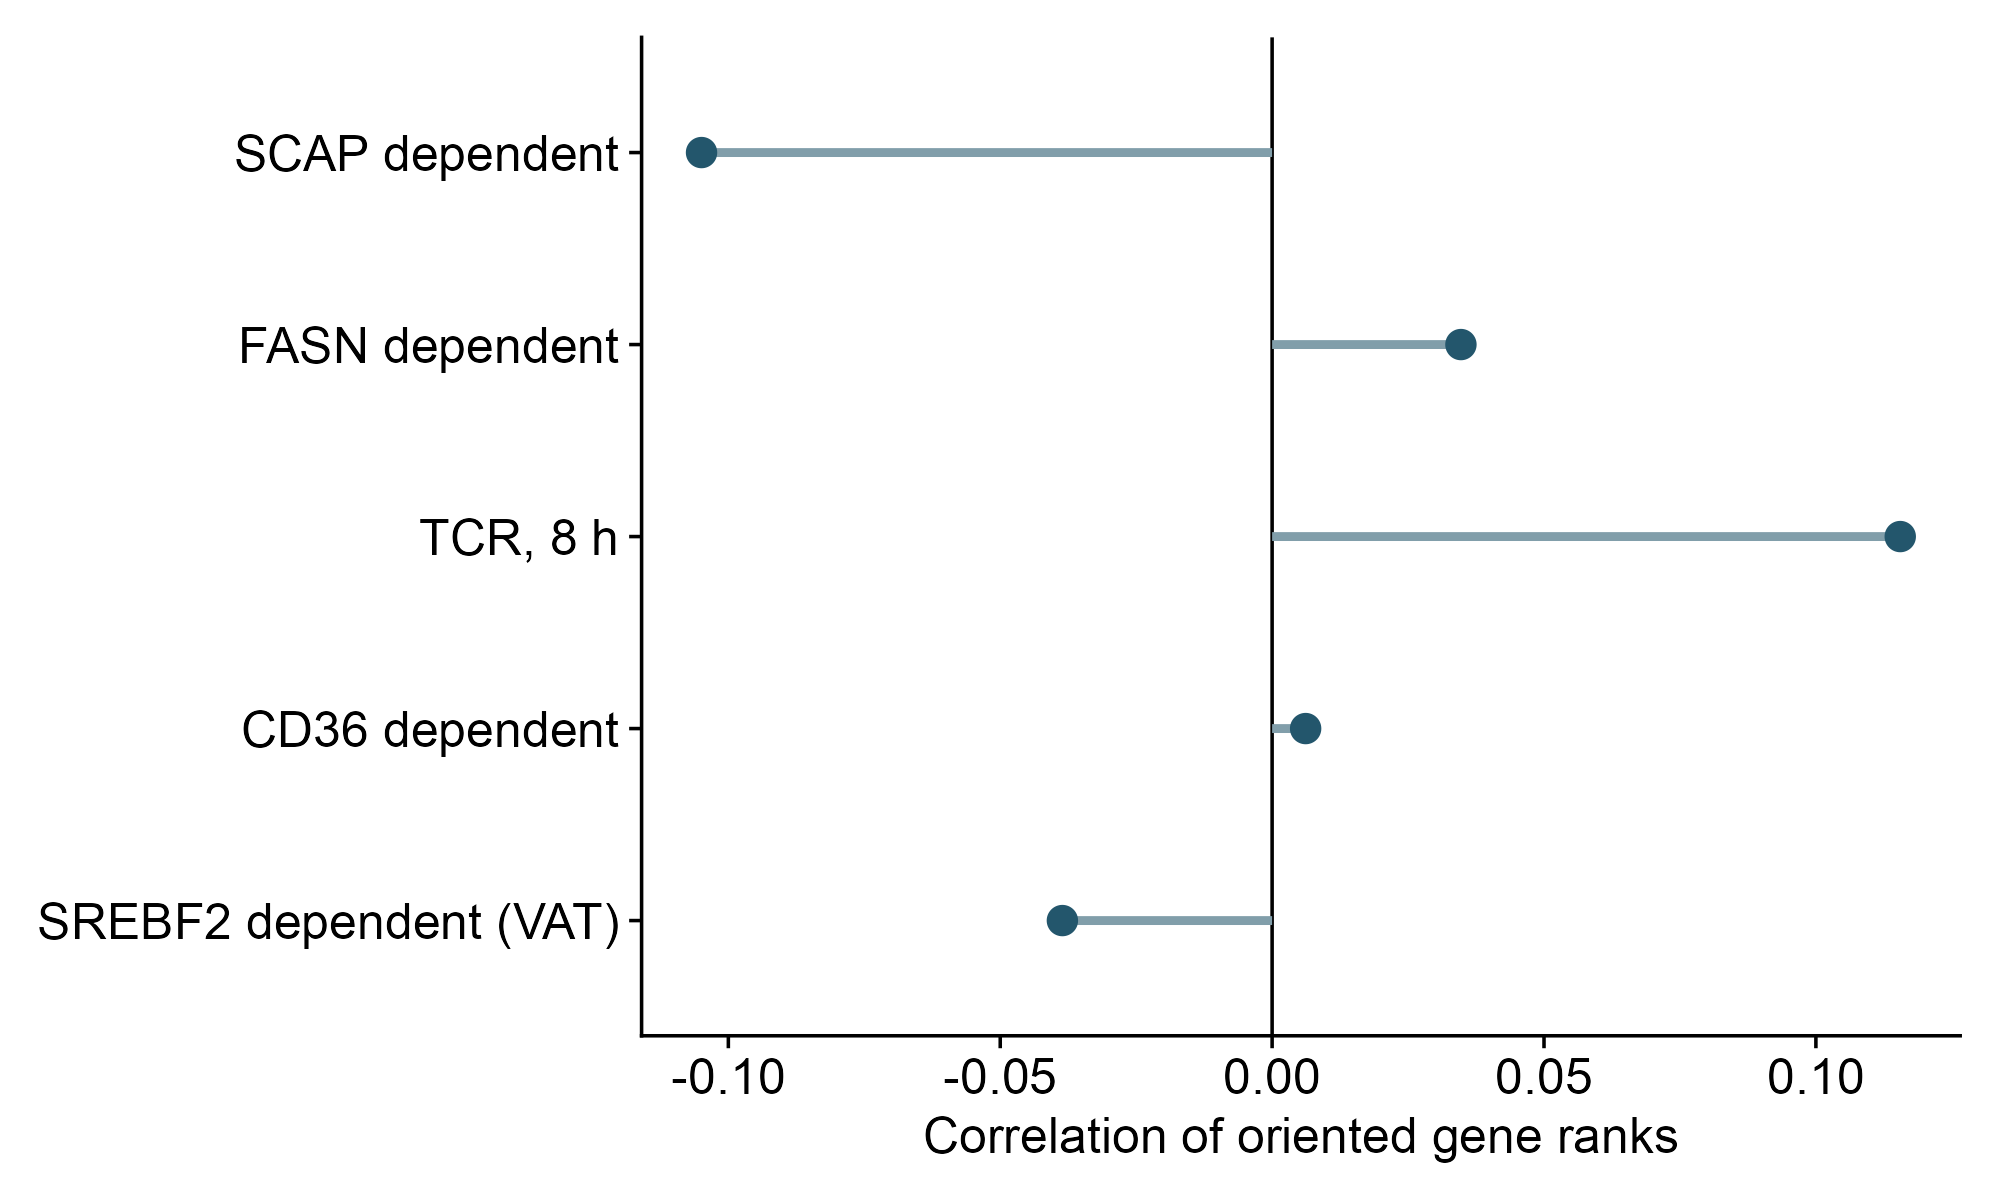 SCAP dependent
FASN dependent
TCR, 8 h
CD36 dependent
SREBF2 dependent (VAT)
-0.10 -0.05 0.00 0.05 0.10
Correlation of oriented gene ranks